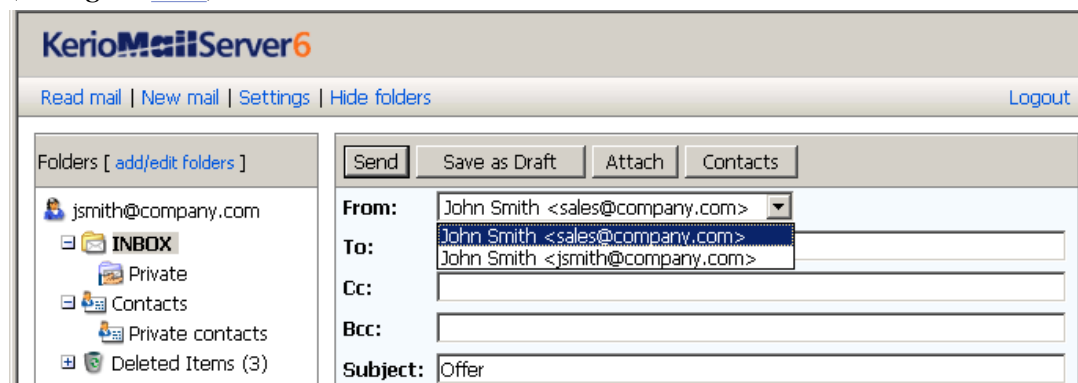 KerioMailServer6
Read mail | New mail | Settings | Hide folders Logout
Folders [ add/edit folders ]
jsmith@company.com
INBOX
Private
Contacts
Private contacts
Deleted Items (3)
Send Save as Draft Attach Contacts
From: John Smith <sales@company.com>
John Smith <sales@company.com>
John Smith <jsmith@company.com>
To:
Cc:
Bcc:
Subject: Offer